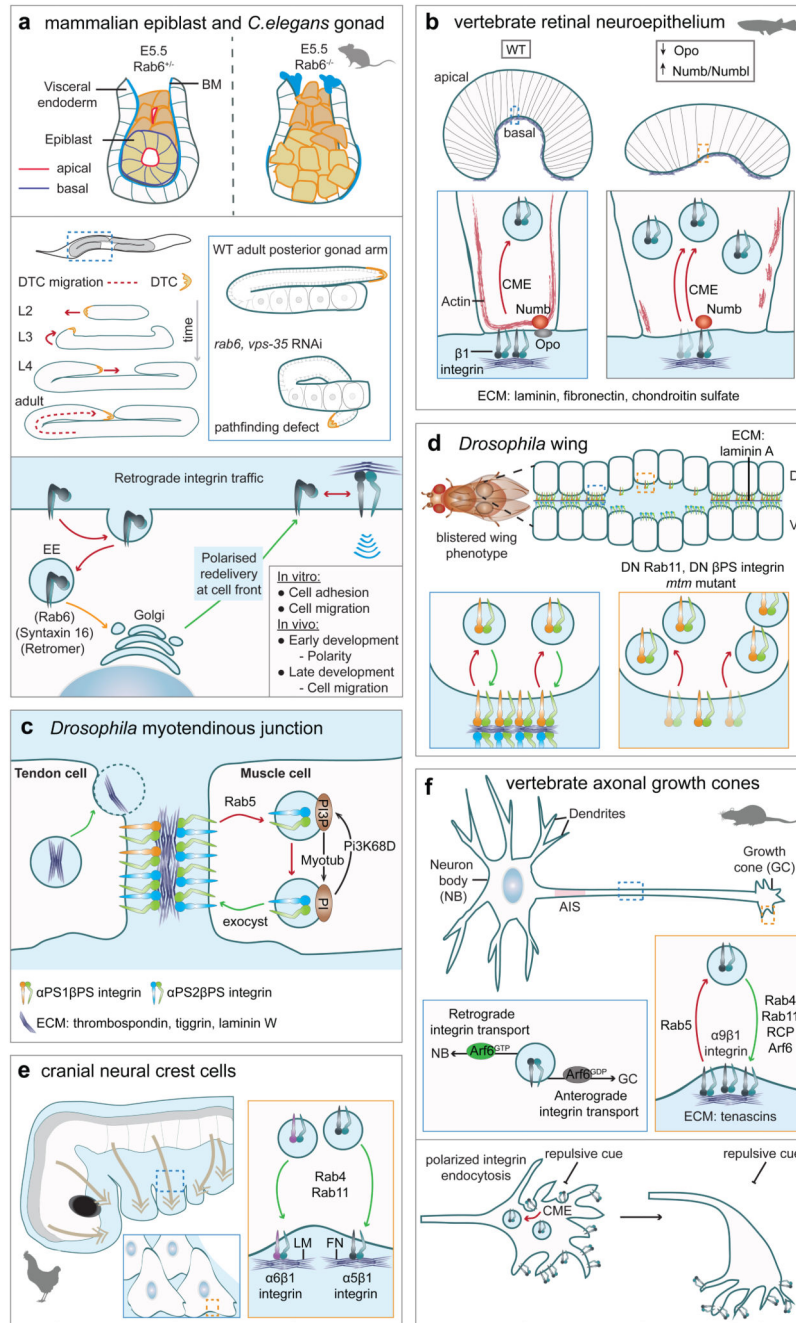 a mammalian epiblast and C.elegans gonad
E5.5
Rab6+/-
E5.5
Rab6-/-
Visceral
endoderm
BM
Epiblast
apical
basal
DTC migration
DTC
L2
L3
L4
adult
time
WT adult posterior gonad arm
rab6, vps-35 RNAi
pathfinding defect
Retrograde integrin traffic
EE
(Rab6)
(Syntaxin 16)
(Retromer)
Golgi
Polarised
redelivery
at cell front
In vitro:
● Cell adhesion
● Cell migration
In vivo:
● Early development
- Polarity
● Late development
- Cell migration
b vertebrate retinal neuroepithelium
WT
↓ Opo
↑ Numb/Numbl
apical
basal
CME
Actin
Numb
Opo
β1
integrin
CME
Numb
ECM: laminin, fibronectin, chondroitin sulfate
c Drosophila myotendinous junction
Tendon cell
Muscle cell
Rab5
PI3P
Myotub
Pi3K68D
PI
exocyst
αPS1βPS integrin
αPS2βPS integrin
ECM: thrombospondin, tiggrin, laminin W
d Drosophila wing
ECM:
laminin A
D
V
blistered wing
phenotype
DN Rab11, DN βPS integrin
mtm mutant
e cranial neural crest cells
Rab4
Rab11
LM
FN
α6β1
integrin
α5β1
integrin
f vertebrate axonal growth cones
Dendrites
Neuron
body
(NB)
AIS
Growth
cone (GC)
Retrograde
integrin transport
NB
Arf6GTP
Arf6GDP
GC
Anterograde
integrin transport
Rab5
Rab4
Rab11
RCP
Arf6
α9β1
integrin
ECM: tenascins
polarized integrin
endocytosis
repulsive cue
CME
repulsive cue